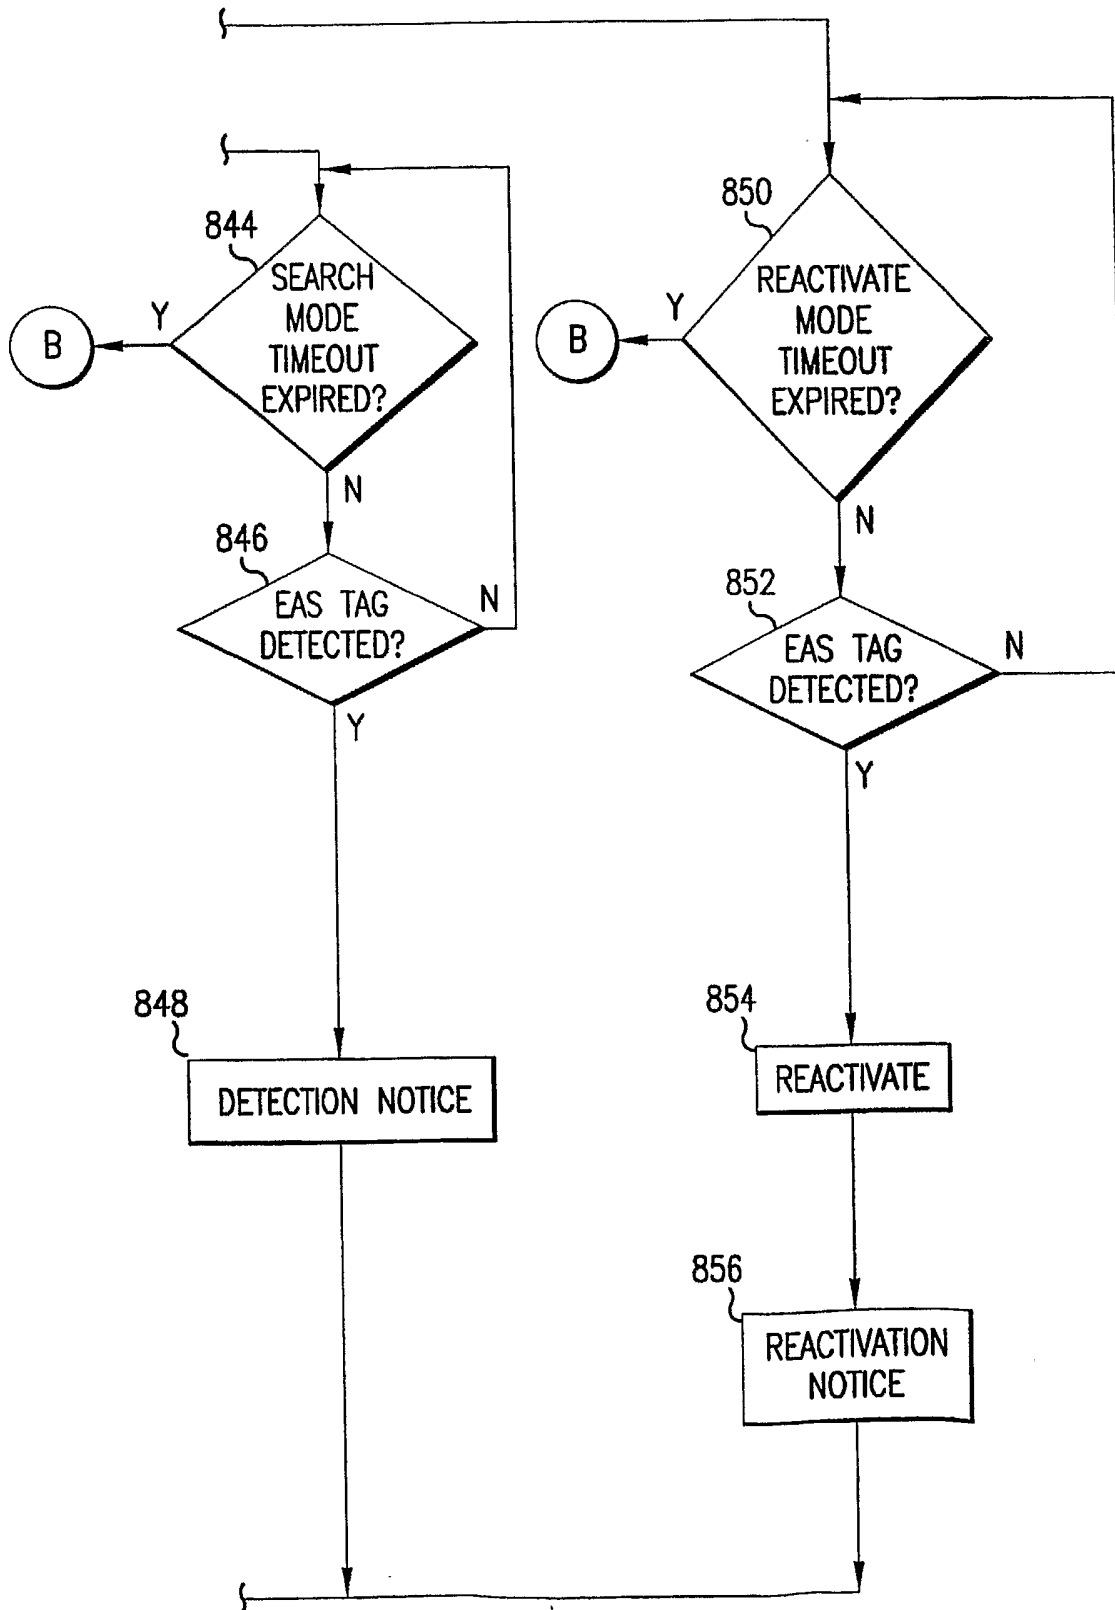 844
SEARCH
MODE
TIMEOUT
EXPIRED?
Y
B
N
846
EAS TAG
DETECTED?
N
Y
848
DETECTION NOTICE
850
REACTIVATE
MODE
TIMEOUT
EXPIRED?
Y
B
N
852
EAS TAG
DETECTED?
N
Y
854
REACTIVATE
856
REACTIVATION
NOTICE